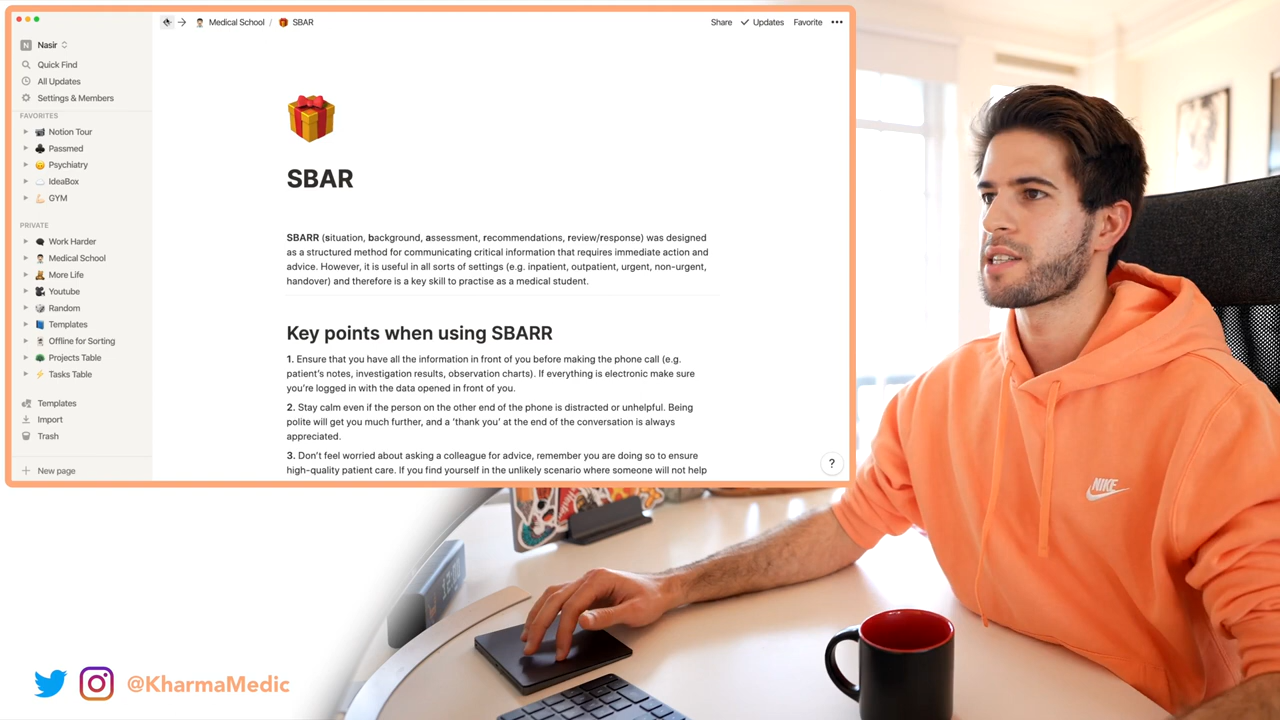 Medical School / SBAR
Share Updates Favorite
N Nasir
Quick Find
All Updates
Settings & Members
FAVORITES
Notion Tour
Passmed
Psychiatry
IdeaBox
GYM
PRIVATE
Work Harder
Medical School
More Life
Youtube
Random
Templates
Offline for Sorting
Projects Table
Tasks Table
Templates
Import
Trash
New page
SBAR
SBARR (situation, background, assessment, recommendations, review/response) was designed
as a structured method for communicating critical information that requires immediate action and
advice. However, it is useful in all sorts of settings (e.g. inpatient, outpatient, urgent, non-urgent,
handover) and therefore is a key skill to practise as a medical student.
Key points when using SBARR
1. Ensure that you have all the information in front of you before making the phone call (e.g.
patient's notes, investigation results, observation charts). If everything is electronic make sure
you're logged in with the data opened in front of you.
2. Stay calm even if the person on the other end of the phone is distracted or unhelpful. Being
polite will get you much further, and a ‘thank you’ at the end of the conversation is always
appreciated.
3. Don't feel worried about asking a colleague for advice, remember you are doing so to ensure
high-quality patient care. If you find yourself in the unlikely scenario where someone will not help
?
NIKE
@KharmaMedic